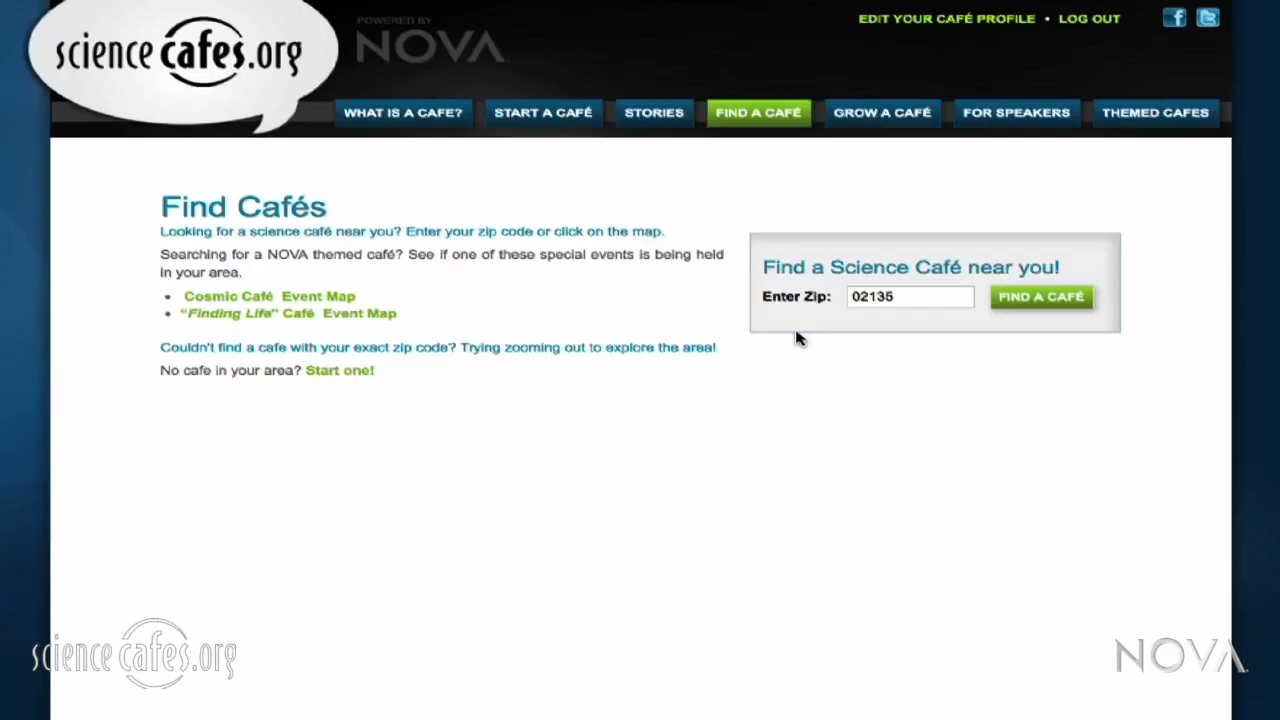 science cafes.org
POWERED BY
NOVA
EDIT YOUR CAFÉ PROFILE • LOG OUT
WHAT IS A CAFE? START A CAFÉ STORIES FIND A CAFÉ GROW A CAFÉ FOR SPEAKERS THEMED CAFES
Find Cafés
Looking for a science café near you? Enter your zip code or click on the map.
Searching for a NOVA themed café? See if one of these special events is being held
in your area.
• Cosmic Café Event Map
• "Finding Life" Café Event Map
Couldn't find a cafe with your exact zip code? Trying zooming out to explore the area!
No cafe in your area? Start one!
Find a Science Café near you!
Enter Zip: 02135 FIND A CAFÉ
science cafes.org
NOVA